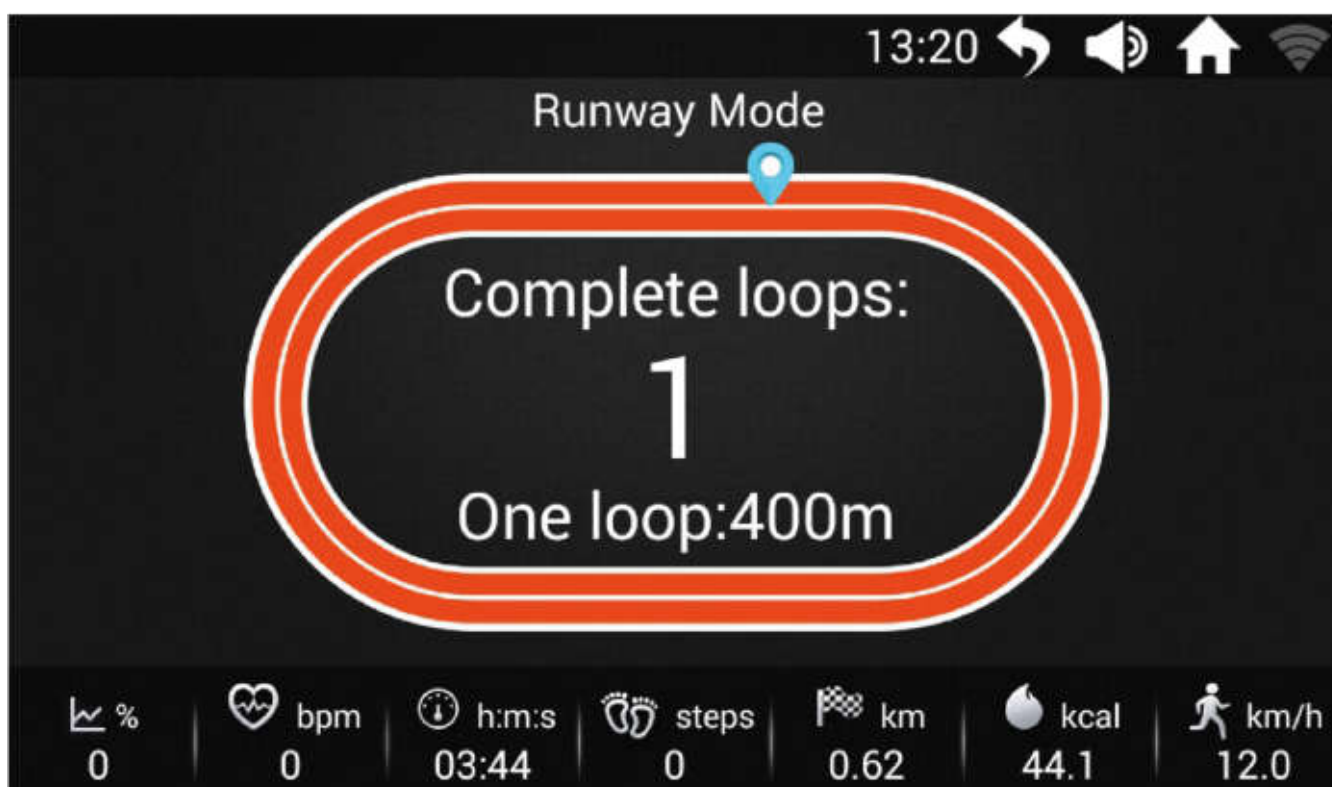 13:20
Runway Mode
Complete loops:
1
One loop:400m
% bpm h:m:s steps km kcal km/h
0 0 03:44 0 0.62 44.1 12.0